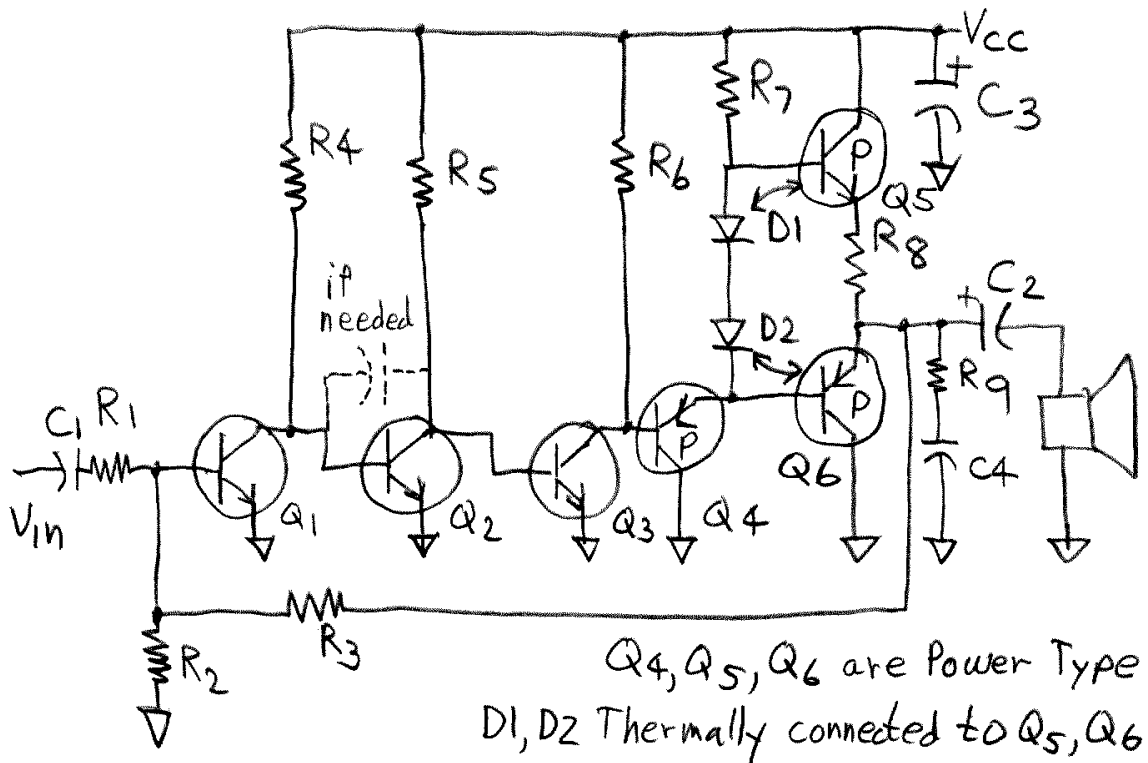 VCC
+
C3
R4
R5
R6
R7
P
Q5
D1
R8
if
needed
D2
+
C2
C1 R1
P
P
R9
Vin
Q1
Q2
Q3
Q4
Q6
C4
R3
R2
Q4, Q5, Q6 are Power Type
D1, D2 Thermally connected to Q5, Q6